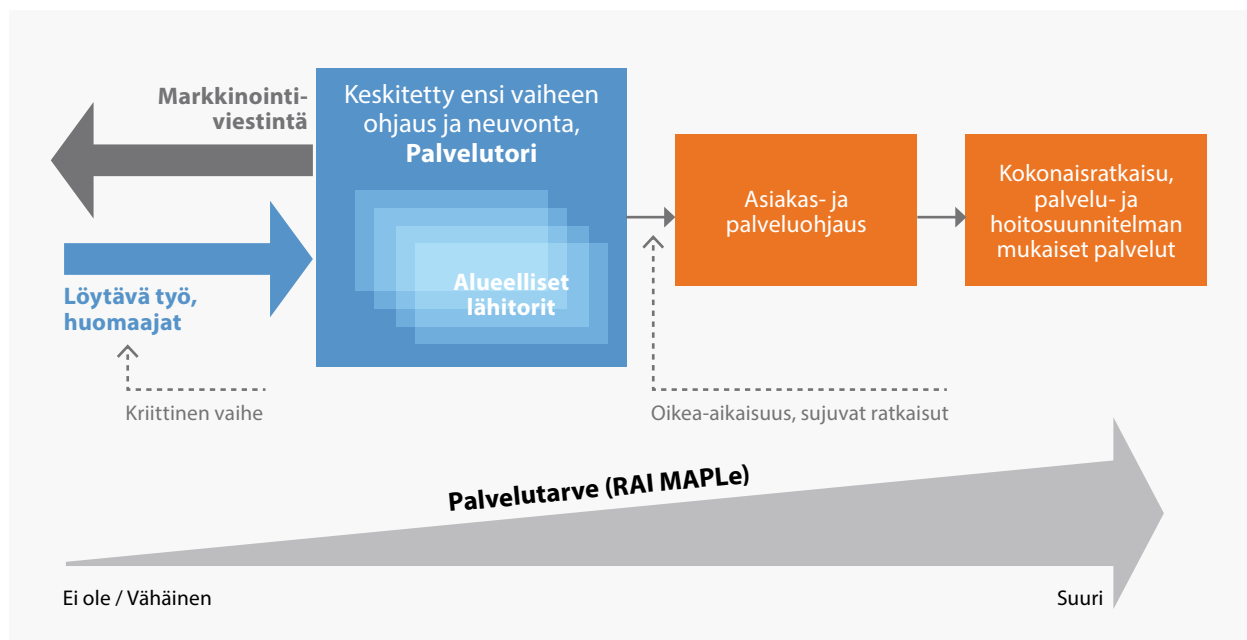 Markkinointi-
viestintä
Keskitetty ensi vaiheen
ohjaus ja neuvonta,
Palvelutori
Alueelliset
lähitorit
Löytävä työ,
huomaajat
Kriittinen vaihe
Asiakas- ja
palveluohjaus
Kokonaisratkaisu,
palvelu- ja
hoitosuunnitelman
mukaiset palvelut
Oikea-aikaisuus, sujuvat ratkaisut
Palvelutarve (RAI MAPLe)
Ei ole / Vähäinen
Suuri